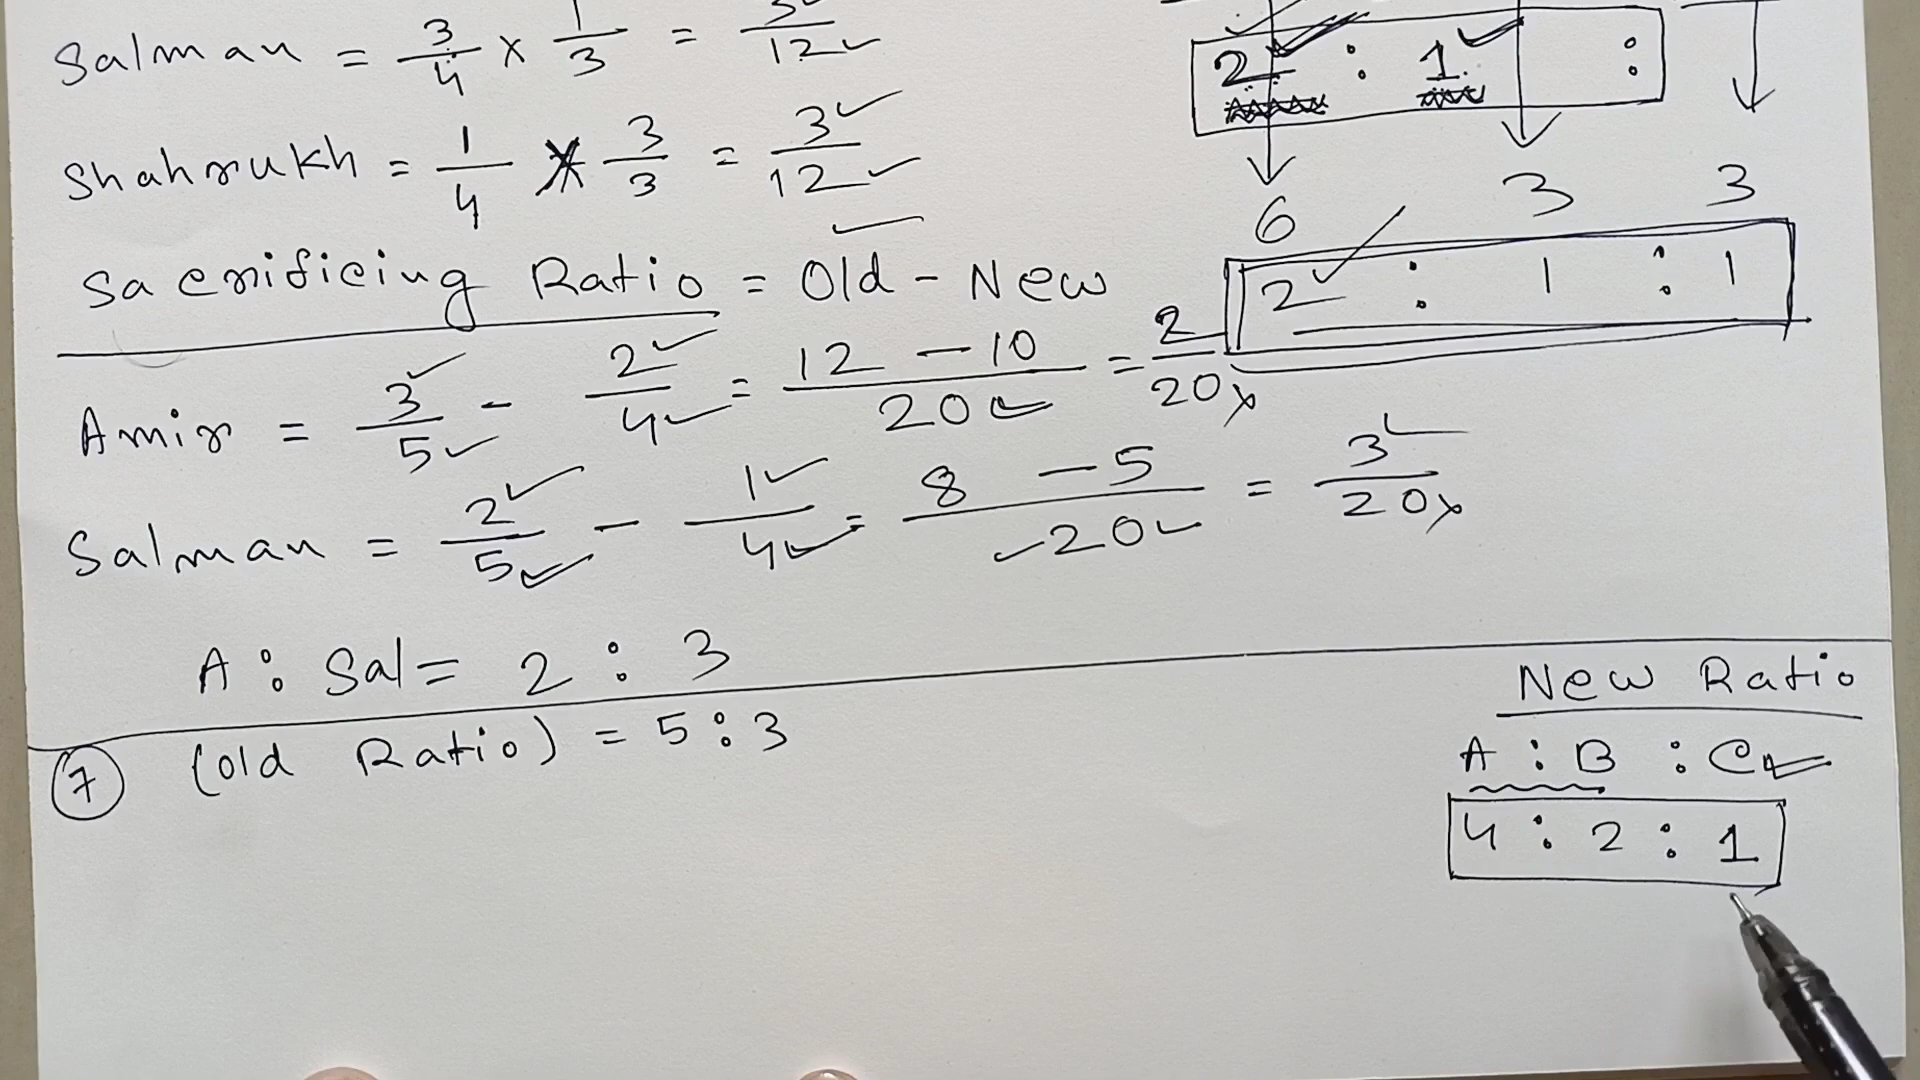 Salman = 3/4 × 1/3 = 3/12
2 : 1 :
Shahrukh = 1/4 × 3/3 = 3/12
6 3 3
2 : 1 : 1
Sacrificing Ratio = Old - New
Amir = 3/5 - 2/4 = 12 - 10/20 = 2/20
Salman = 2/5 - 1/4 = 8 - 5/20 = 3/20
A : Sal = 2 : 3
New Ratio
7 (old Ratio) = 5 : 3
A : B : C
4 : 2 : 1